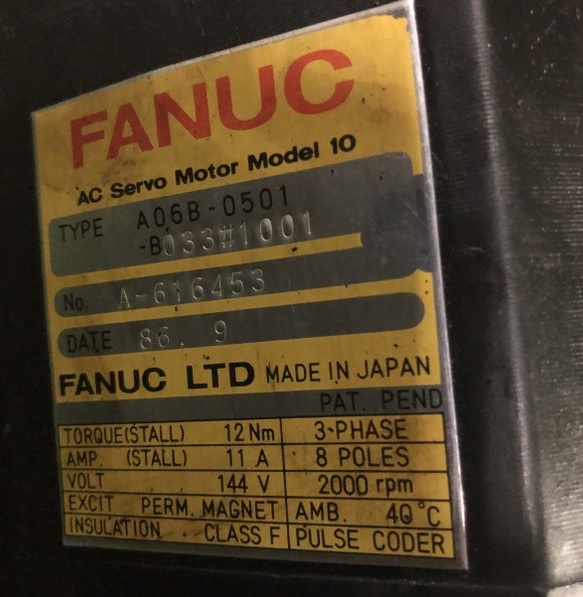 FANUC
AC Servo Motor Model 10
TYPE A06B-0501
-B033#1001
No. A-616453
DATE 86. 9
FANUC LTD MADE IN JAPAN
PAT. PEND
TORQUE(STALL) 12 Nm 3-PHASE
AMP. (STALL) 11 A 8 POLES
VOLT 144 V 2000 rpm
EXCIT PERM. MAGNET AMB. 40°C
INSULATION CLASS F PULSE CODER